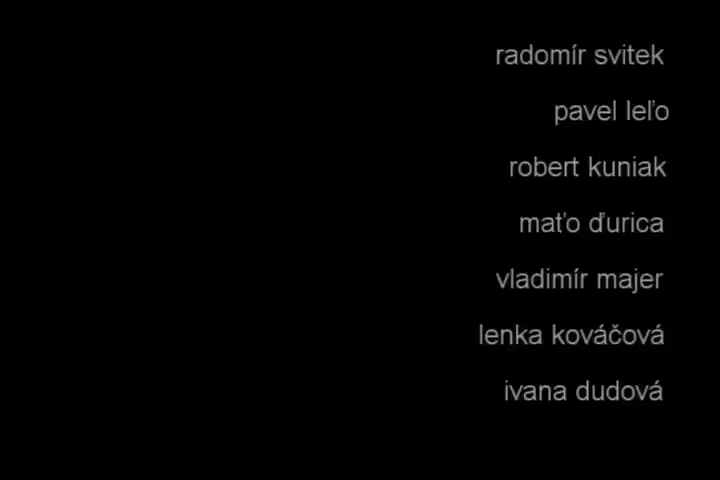 radomír svitek
pavel leľo
robert kuniak
maťo ďurica
vladimír majer
lenka kováčová
ivana dudová